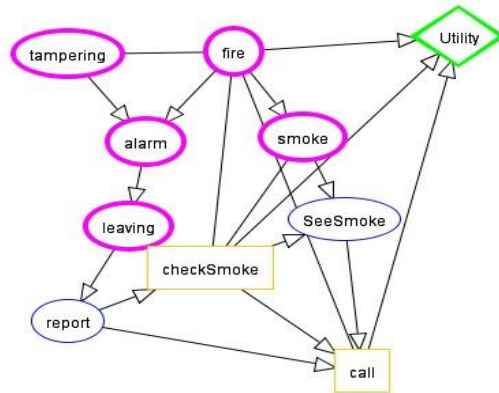 Utility
tampering
fire
alarm
smoke
leaving
SeeSmoke
checkSmoke
report
call